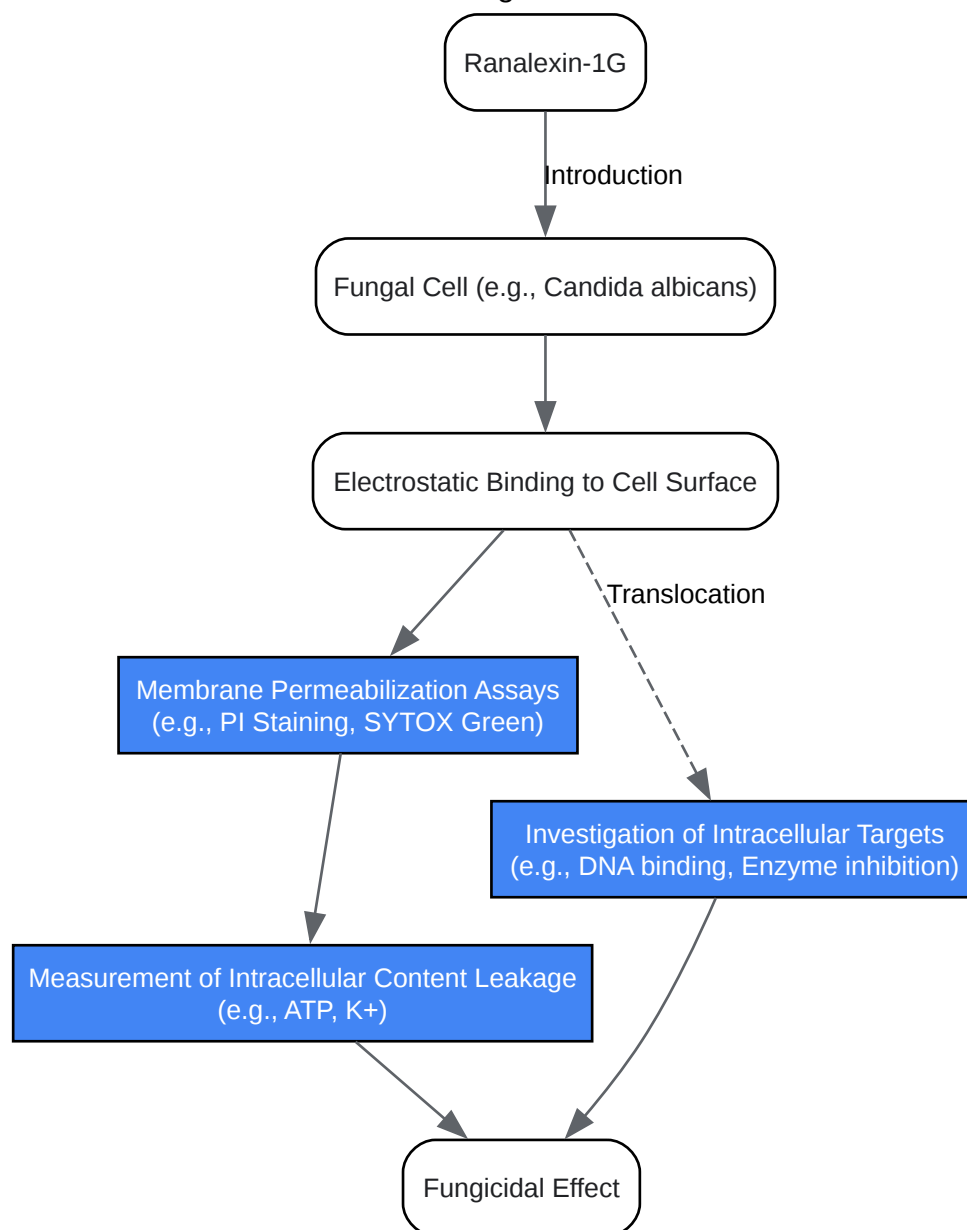 Ranalexin-1G
Introduction
Fungal Cell (e.g., Candida albicans)
Electrostatic Binding to Cell Surface
Translocation
Membrane Permeabilization Assays
(e.g., PI Staining, SYTOX Green)
Investigation of Intracellular Targets
(e.g., DNA binding, Enzyme inhibition)
Measurement of Intracellular Content Leakage
(e.g., ATP, K+)
Fungicidal Effect